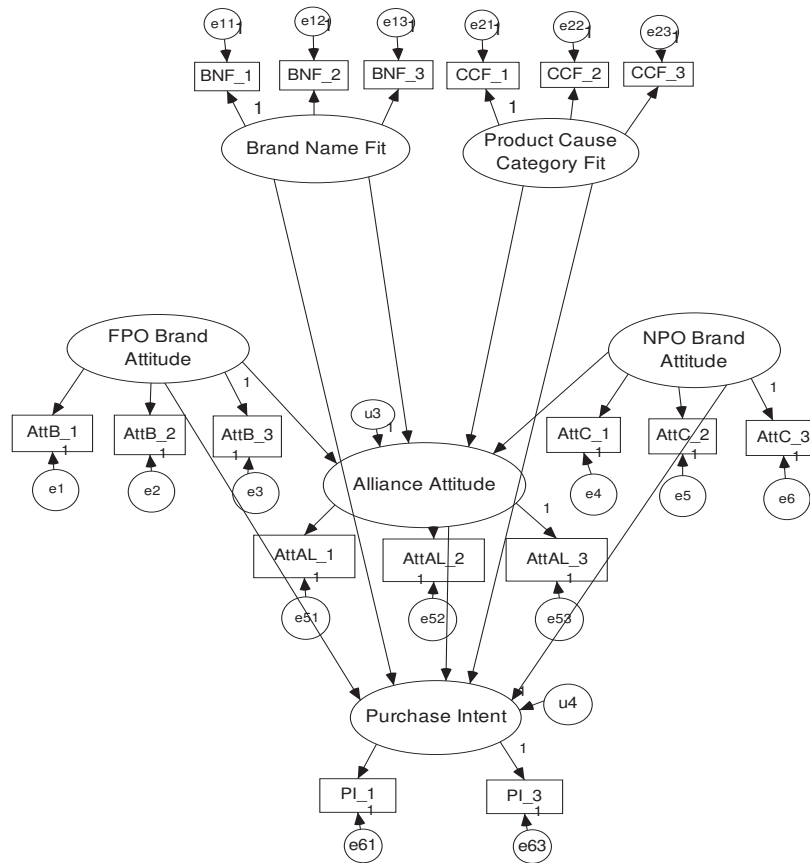 e11 1
e12 1
e13 1
e21 1
e22 1
e23 1
BNF_1
BNF_2
BNF_3
CCF_1
CCF_2
CCF_3
1
1
Brand Name Fit
Product Cause
Category Fit
FPO Brand
Attitude
NPO Brand
Attitude
1
1
u3 1
AttB_1
1
AttB_2
1
AttB_3
1
AttC_1
1
AttC_2
1
AttC_3
1
e1
e2
e3
e4
e5
e6
Alliance Attitude
1
AttAL_1
1
AttAL_2
1
AttAL_3
1
e51
e52
e53
1
u4
Purchase Intent
1
PI_1
1
PI_3
1
e61
e63